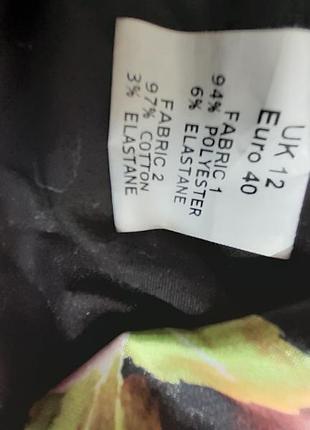 UK 12
Euro 40
FABRIC 1
94% POLYESTER
6% ELASTANE
FABRIC 2
97% COTTON
3% ELASTANE